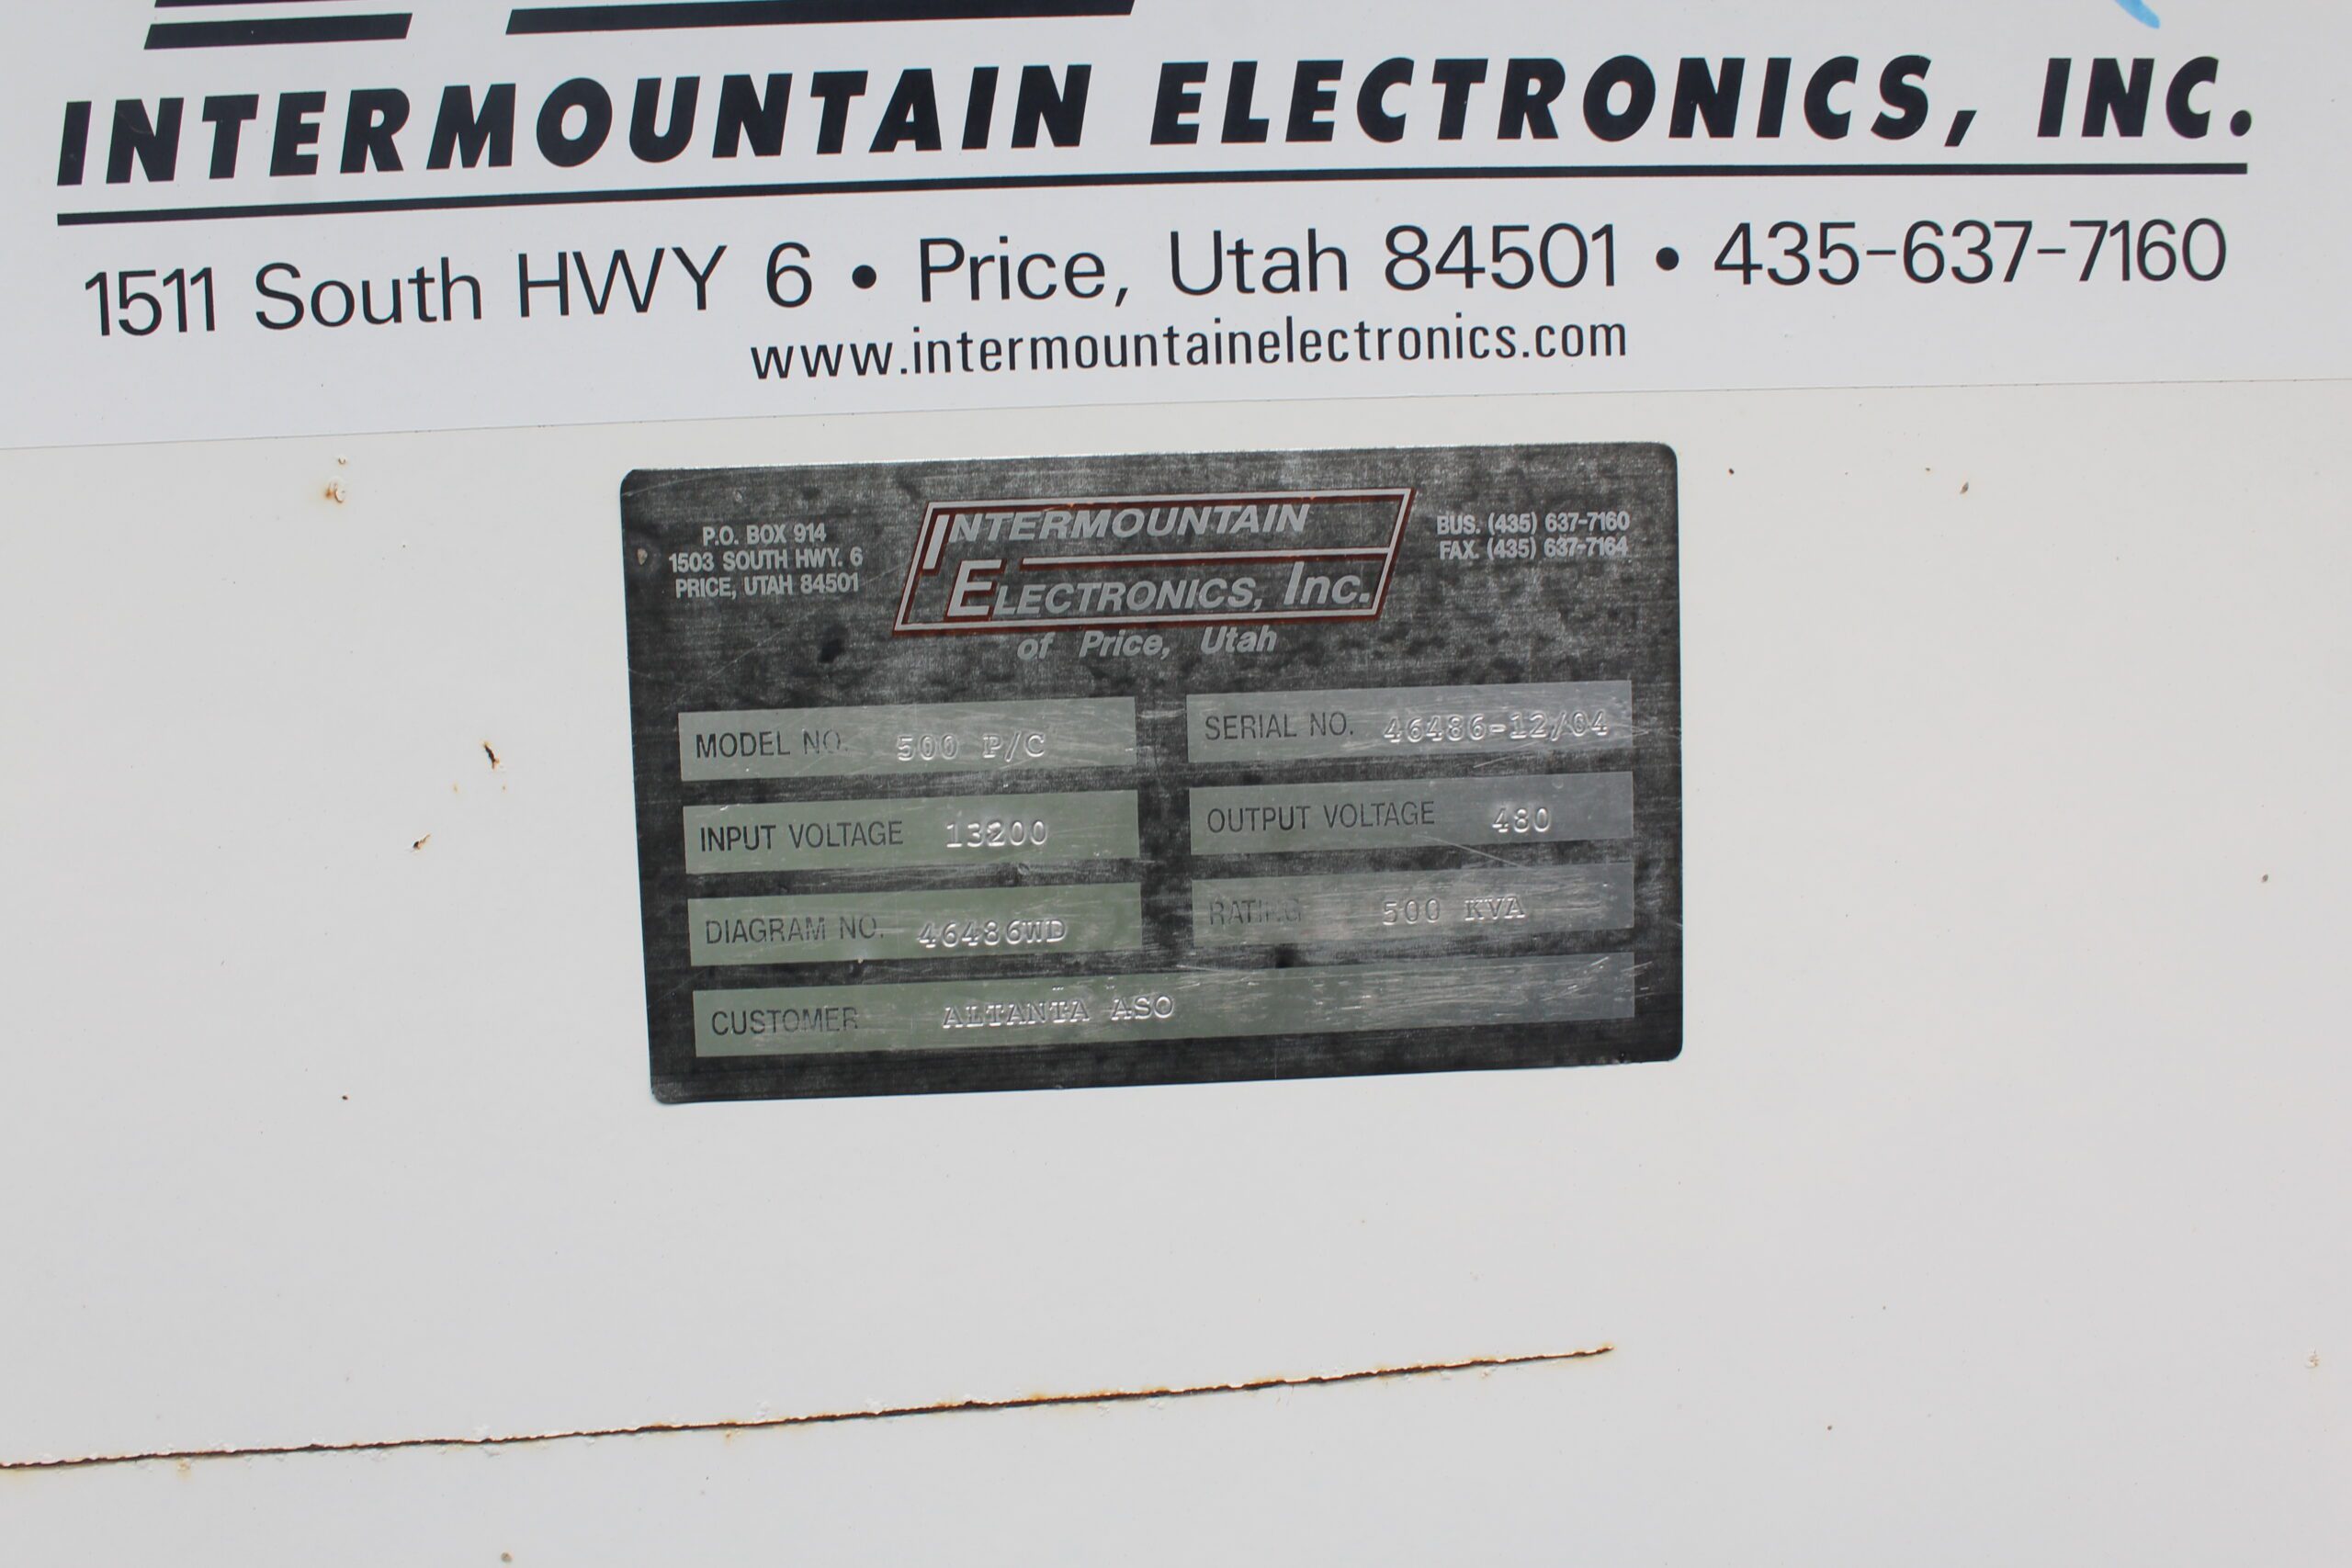 INTERMOUNTAIN ELECTRONICS, INC.
1511 South HWY 6 • Price, Utah 84501 • 435-637-7160
www.intermountainelectronics.com
P.O. BOX 914
1503 SOUTH HWY. 6
PRICE, UTAH 84501
INTERMOUNTAIN
ELECTRONICS, Inc.
of Price, Utah
BUS. (435) 637-7160
FAX. (435) 637-7164
MODEL NO. 500 P/C
SERIAL NO. 46486-12/04
INPUT VOLTAGE 13200
OUTPUT VOLTAGE 480
DIAGRAM NO. 46486WD
RATING 500 KVA
CUSTOMER ALTANTA ASO